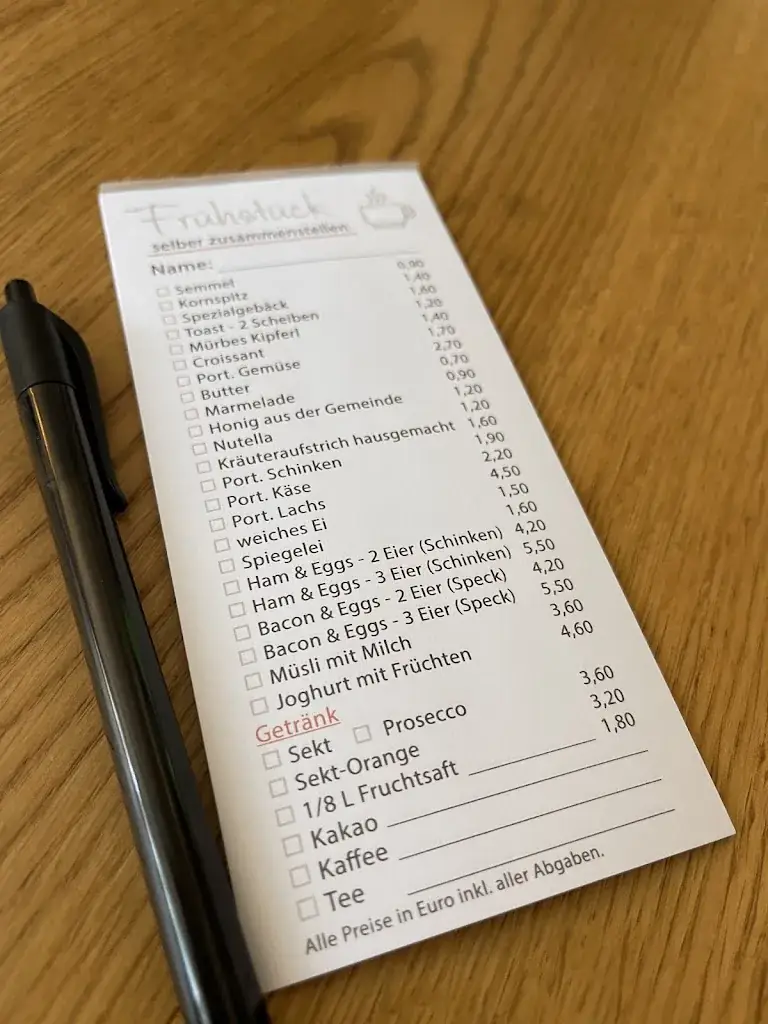 Frühstück
selber zusammenstellen
Name:
Semmel 0,90
Kornspitz 1,40
Spezialgebäck 1,60
Toast - 2 Scheiben 1,20
Mürbes Kipferl 1,40
Croissant 1,70
Port. Gemüse 2,70
Butter 0,70
Marmelade 0,90
Honig aus der Gemeinde 1,20
Nutella 1,20
Kräuteraufstrich hausgemacht 1,60
Port. Schinken 1,90
Port. Käse 2,20
Port. Lachs 4,50
weiches Ei 1,50
Spiegelei 1,60
Ham & Eggs - 2 Eier (Schinken) 4,20
Ham & Eggs - 3 Eier (Schinken) 5,50
Bacon & Eggs - 2 Eier (Speck) 4,20
Bacon & Eggs - 3 Eier (Speck) 5,50
Müsli mit Milch 3,60
Joghurt mit Früchten 4,60
Getränk
Sekt Prosecco 3,60
Sekt-Orange 3,20
1/8 L Fruchtsaft 1,80
Kakao
Kaffee
Tee
Alle Preise in Euro inkl. aller Abgaben.